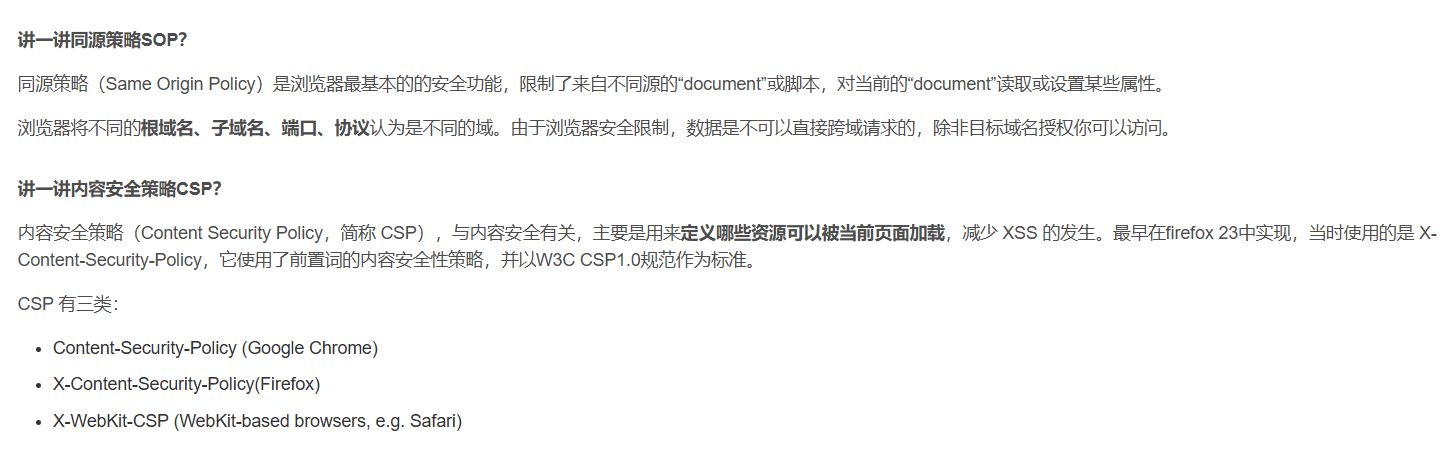 讲一讲同源策略SOP？
同源策略（Same Origin Policy）是浏览器最基本的的安全功能，限制了来自不同源的“document”或脚本，对当前的“document”读取或设置某些属性。
浏览器将不同的根域名、子域名、端口、协议认为是不同的域。由于浏览器安全限制，数据是不可以直接跨域请求的，除非目标域名授权你可以访问。
讲一讲内容安全策略CSP？
内容安全策略（Content Security Policy，简称 CSP），与内容安全有关，主要是用来定义哪些资源可以被当前页面加载，减少 XSS 的发生。最早在firefox 23中实现，当时使用的是 X-
Content-Security-Policy，它使用了前置词的内容安全性策略，并以W3C CSP1.0规范作为标准。
CSP 有三类：
• Content-Security-Policy (Google Chrome)
• X-Content-Security-Policy(Firefox)
• X-WebKit-CSP (WebKit-based browsers, e.g. Safari)